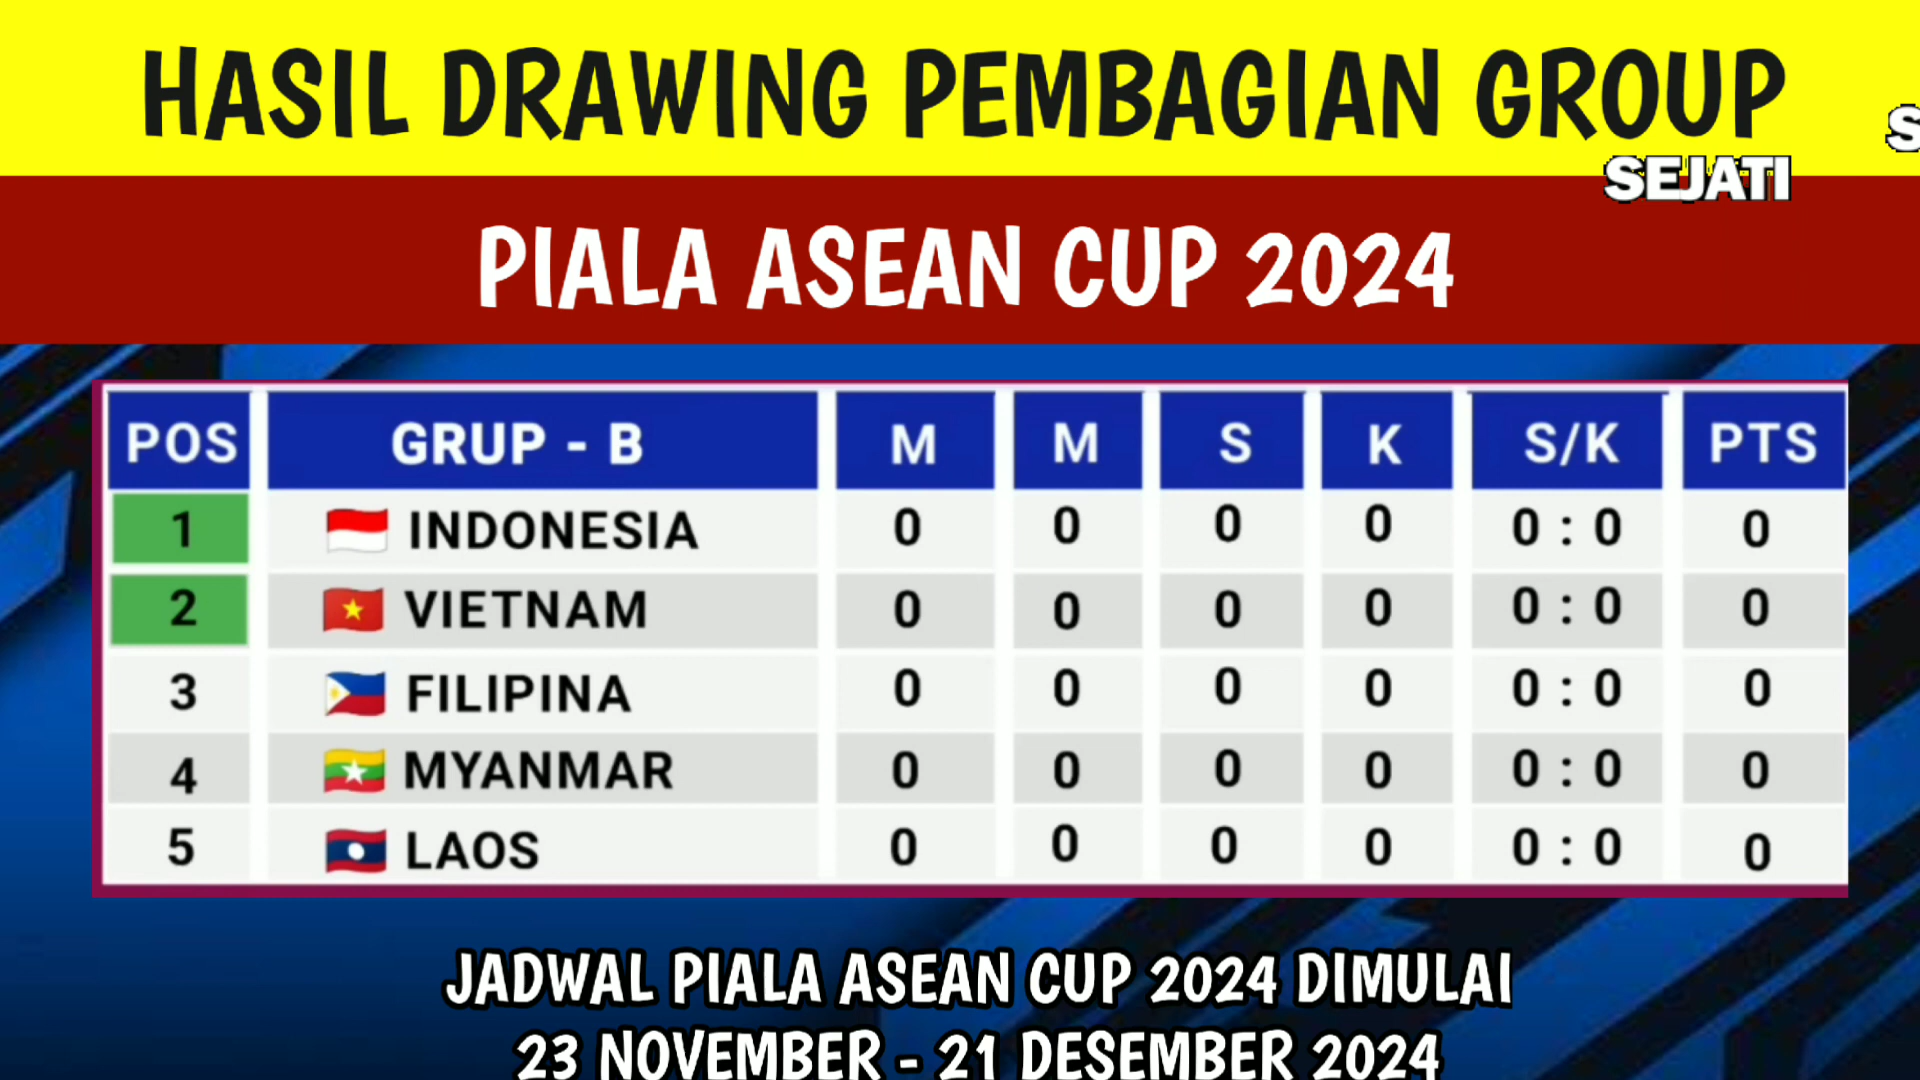 HASIL DRAWING PEMBAGIAN GROUP
SEJATI
PIALA ASEAN CUP 2024
POS GRUP - B M M S K S/K PTS
1 INDONESIA 0 0 0 0 0 : 0 0
2 VIETNAM 0 0 0 0 0 : 0 0
3 FILIPINA 0 0 0 0 0 : 0 0
4 MYANMAR 0 0 0 0 0 : 0 0
5 LAOS 0 0 0 0 0 : 0 0
JADWAL PIALA ASEAN CUP 2024 DIMULAI
23 NOVEMBER - 21 DESEMBER 2024